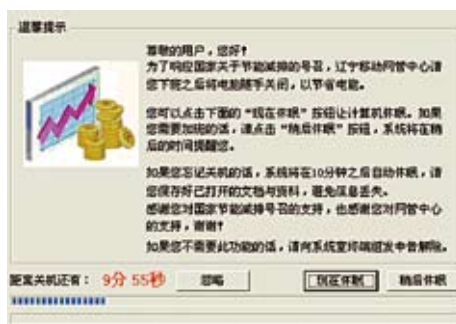 温馨提示
尊敬的用户，您好！
为了响应国家关于节能减排的号召，辽宁移动网管中心请
您下班之后将电脑随手关闭，以节省电能。
您可以点击下面的“现在休眠”按钮让计算机休眠。如果
您需要加班的话，请点击“稍后休眠”按钮，系统将在稍
后的时间提醒您。
如果您忘记关机的话，系统将在10分钟之后自动休眠，请
您保存好已打开的文档与资料，避免信息丢失。
感谢您对国家节能减排号召的支持，也感谢您对网管中心
的支持，谢谢！
如果您不需要此功能的话，请向系统室终端组发申告解除。
距离关机还有： 9分 55秒 忽略 现在休眠 稍后休眠